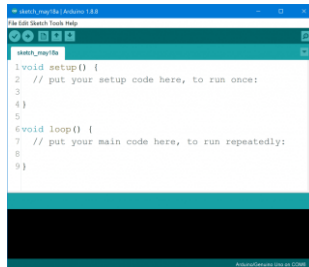 sketch_may18a | Arduino 1.8.8
File Edit Sketch Tools Help
sketch_may18a
1 void setup() {
2 // put your setup code here, to run once:
3
4 }
5
6 void loop() {
7 // put your main code here, to run repeatedly:
8
9 }
Arduino/Genuino Uno on COM6